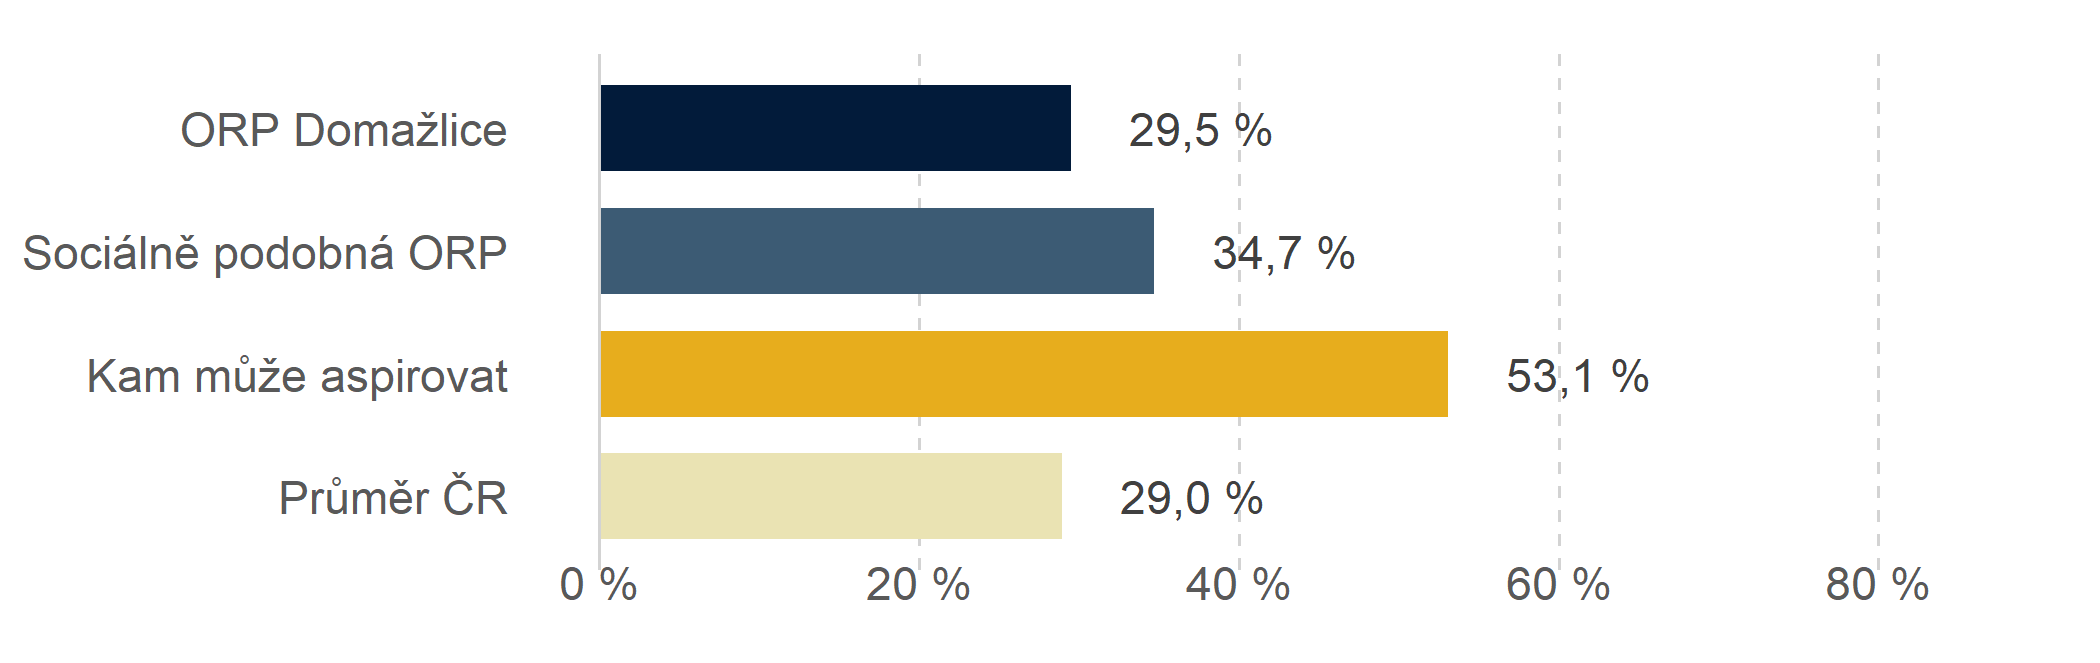 ORP Domažlice 29,5 %
Sociálně podobná ORP 34,7 %
Kam může aspirovat 53,1 %
Průměr ČR 29,0 %
0 % 20 % 40 % 60 % 80 %